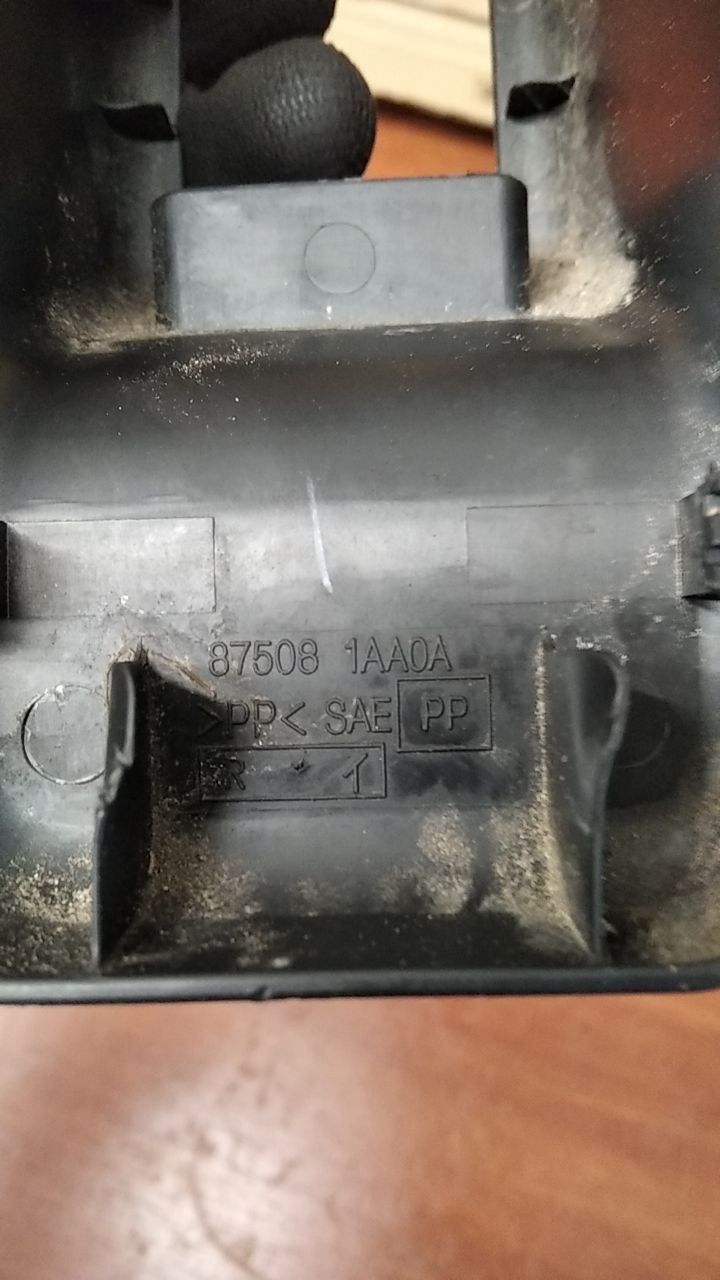 87508 1AA0A
>PP< SAE PP
R イ